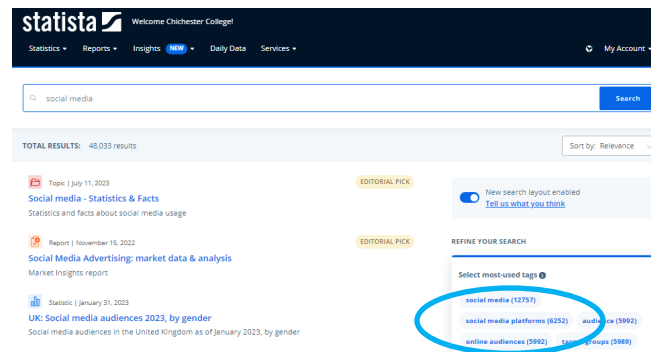 statista Welcome Chichester College!
Statistics Reports Insights NEW Daily Data Services My Account
social media Search
TOTAL RESULTS: 48,033 results Sort by: Relevance
Topic | July 11, 2023 EDITORIAL PICK
Social media - Statistics & Facts
Statistics and facts about social media usage
New search layout enabled
Tell us what you think
Report | November 15, 2022 EDITORIAL PICK
Social Media Advertising: market data & analysis
Market Insights report
REFINE YOUR SEARCH
Select most-used tags
Statistic | January 31, 2023
UK: Social media audiences 2023, by gender
Social media audiences in the United Kingdom as of January 2023, by gender
social media (12757)
social media platforms (6252) audience (5992)
online audiences (5992) groups (5989)